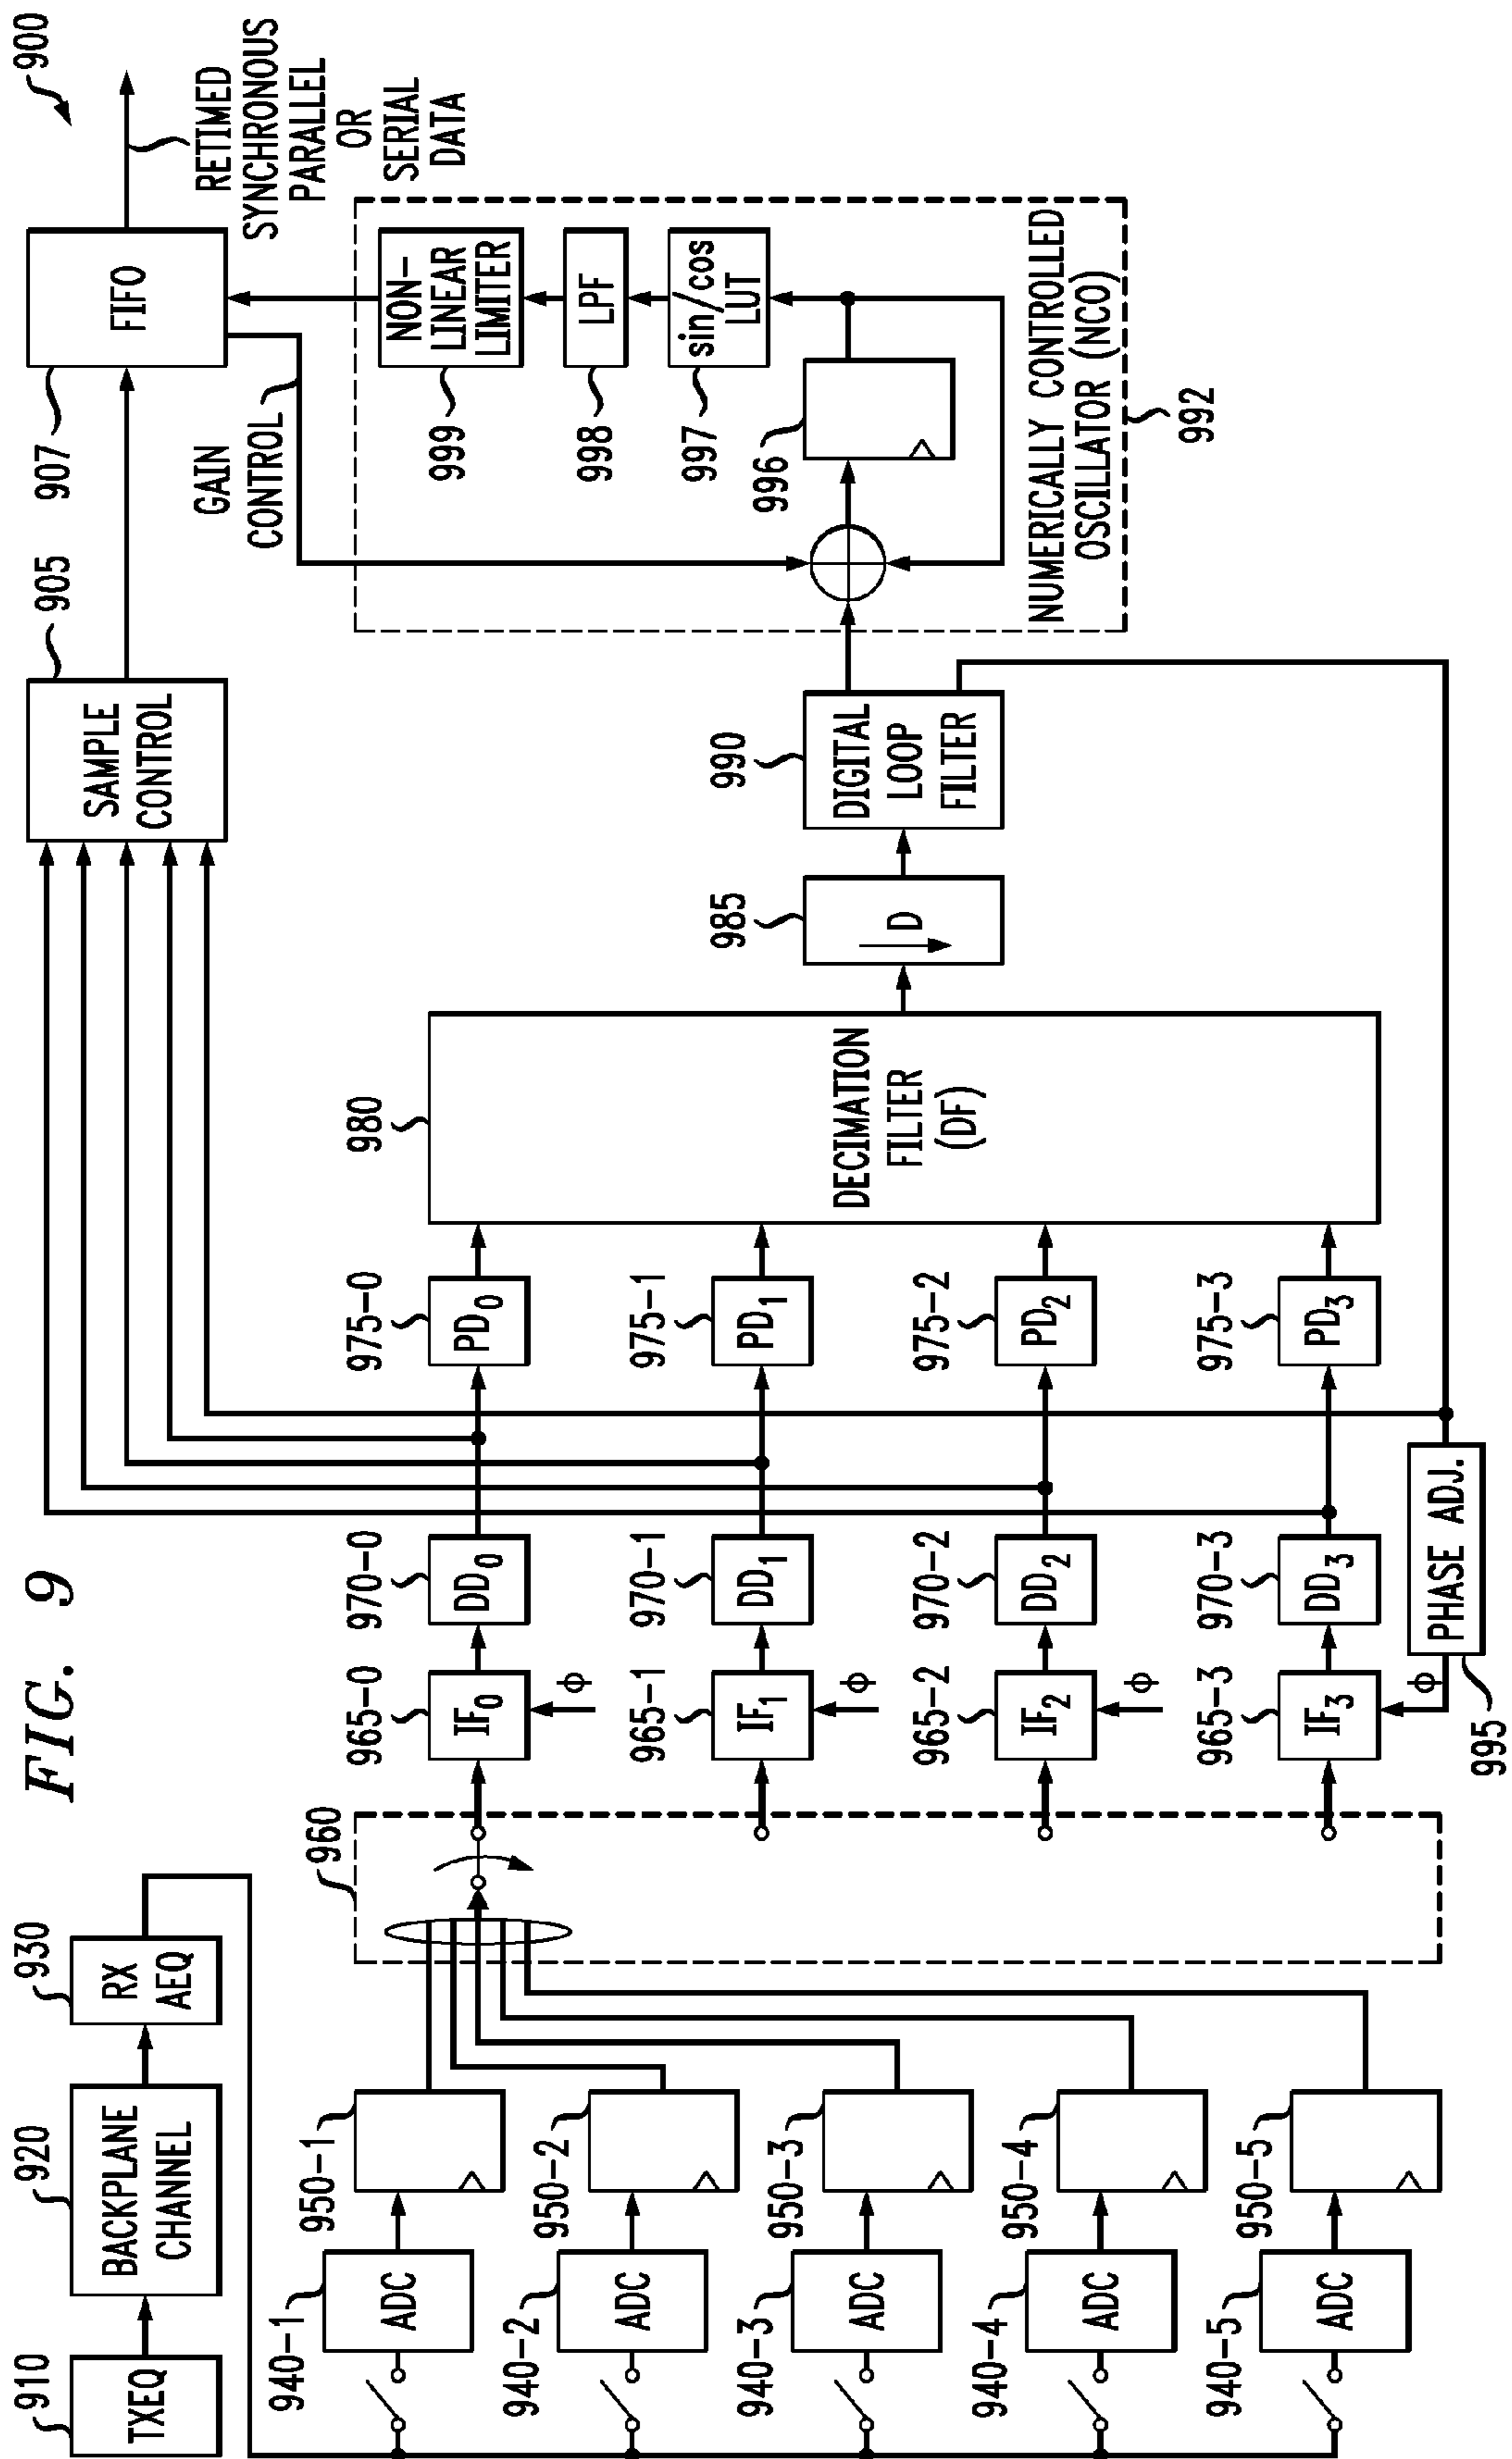 FIG. 9
900
910
TXEQ
920
BACKPLANE
CHANNEL
930
RX
AEQ
940-1
ADC
950-1
940-2
ADC
950-2
940-3
ADC
950-3
940-4
ADC
950-4
940-5
ADC
950-5
960
965-0
IF0
ϕ
970-0
DD0
975-0
PD0
965-1
IF1
ϕ
970-1
DD1
975-1
PD1
965-2
IF2
ϕ
970-2
DD2
975-2
PD2
965-3
IF3
ϕ
970-3
DD3
975-3
PD3
995
PHASE ADJ.
980
DECIMATION
FILTER
(DF)
985
D
990
DIGITAL
LOOP
FILTER
905
SAMPLE
CONTROL
907
FIFO
GAIN
CONTROL
RETIMED
SYNCHRONOUS
PARALLEL
OR
SERIAL
DATA
999
NON-
LINEAR
LIMITER
998
LPF
997
sin/cos
LUT
996
NUMERICALLY CONTROLLED
OSCILLATOR (NCO)
992